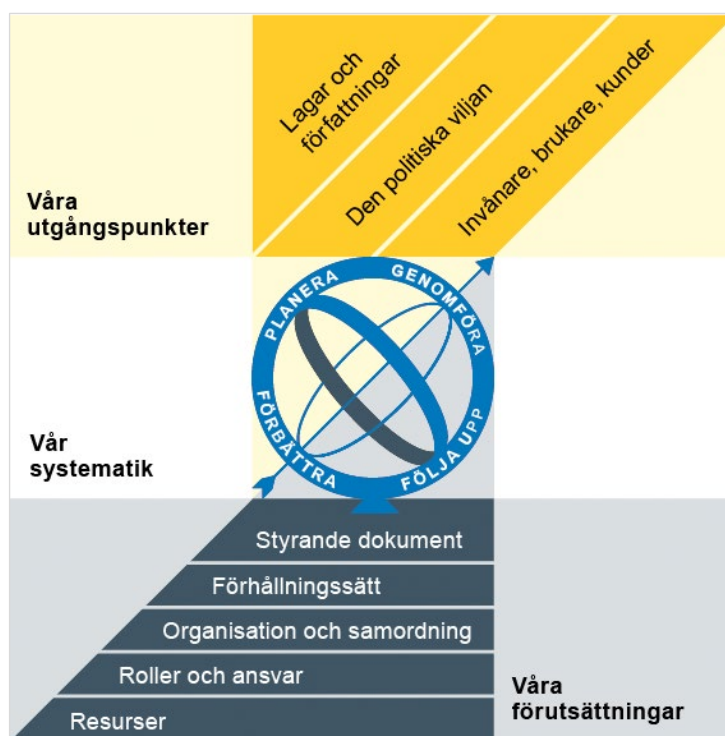 Lagar och
författningar
Den politiska viljan
Invånare, brukare, kunder
Våra
utgångspunkter
PLANERA
GENOMFÖRA
FÖLJA UPP
FÖRBÄTTRA
Vår
systematik
Styrande dokument
Förhållningssätt
Organisation och samordning
Roller och ansvar
Resurser
Våra
förutsättningar